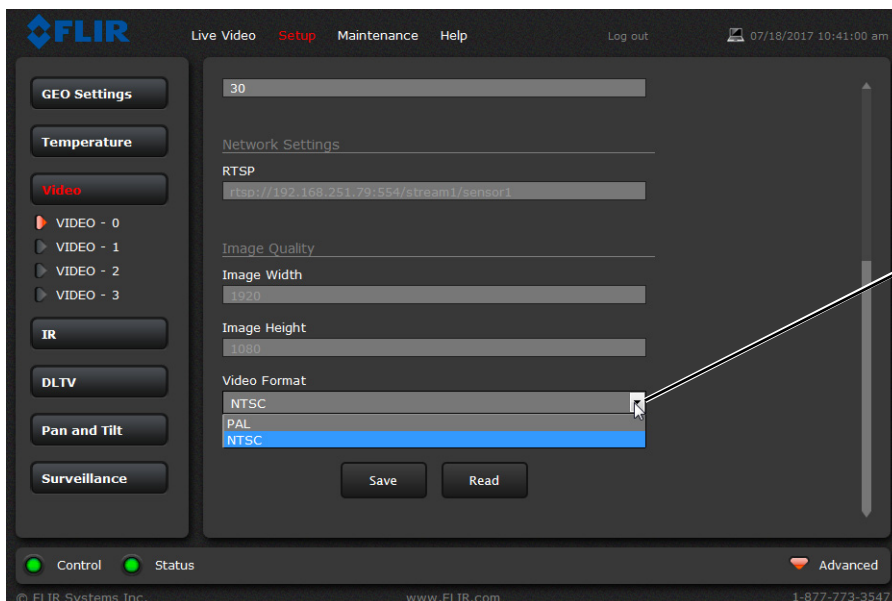 FLIR
Live Video Setup Maintenance Help Log out 07/18/2017 10:41:00 am
GEO Settings
Temperature
Video
VIDEO - 0
VIDEO - 1
VIDEO - 2
VIDEO - 3
IR
DLTV
Pan and Tilt
Surveillance
30
Network Settings
RTSP
rtsp://192.168.251.79:554/stream1/sensor1
Image Quality
Image Width
1920
Image Height
1080
Video Format
NTSC
PAL
NTSC
Save Read
Control Status Advanced
© FLIR Systems Inc. www.FLIR.com 1-877-773-3547